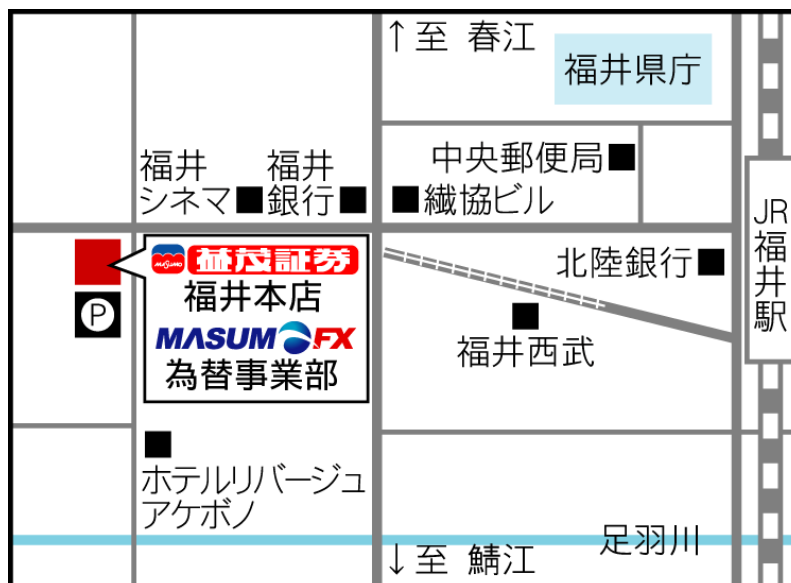 ↑至 春江
福井県庁
福井
シネマ■
福井
銀行■
中央郵便局■
■繊協ビル
JR福井駅
MASUMO
益茂証券
福井本店
MASUMO FX
為替事業部
P
北陸銀行■
福井西武
ホテルリバージュ
アケボノ
足羽川
↓至 鯖江